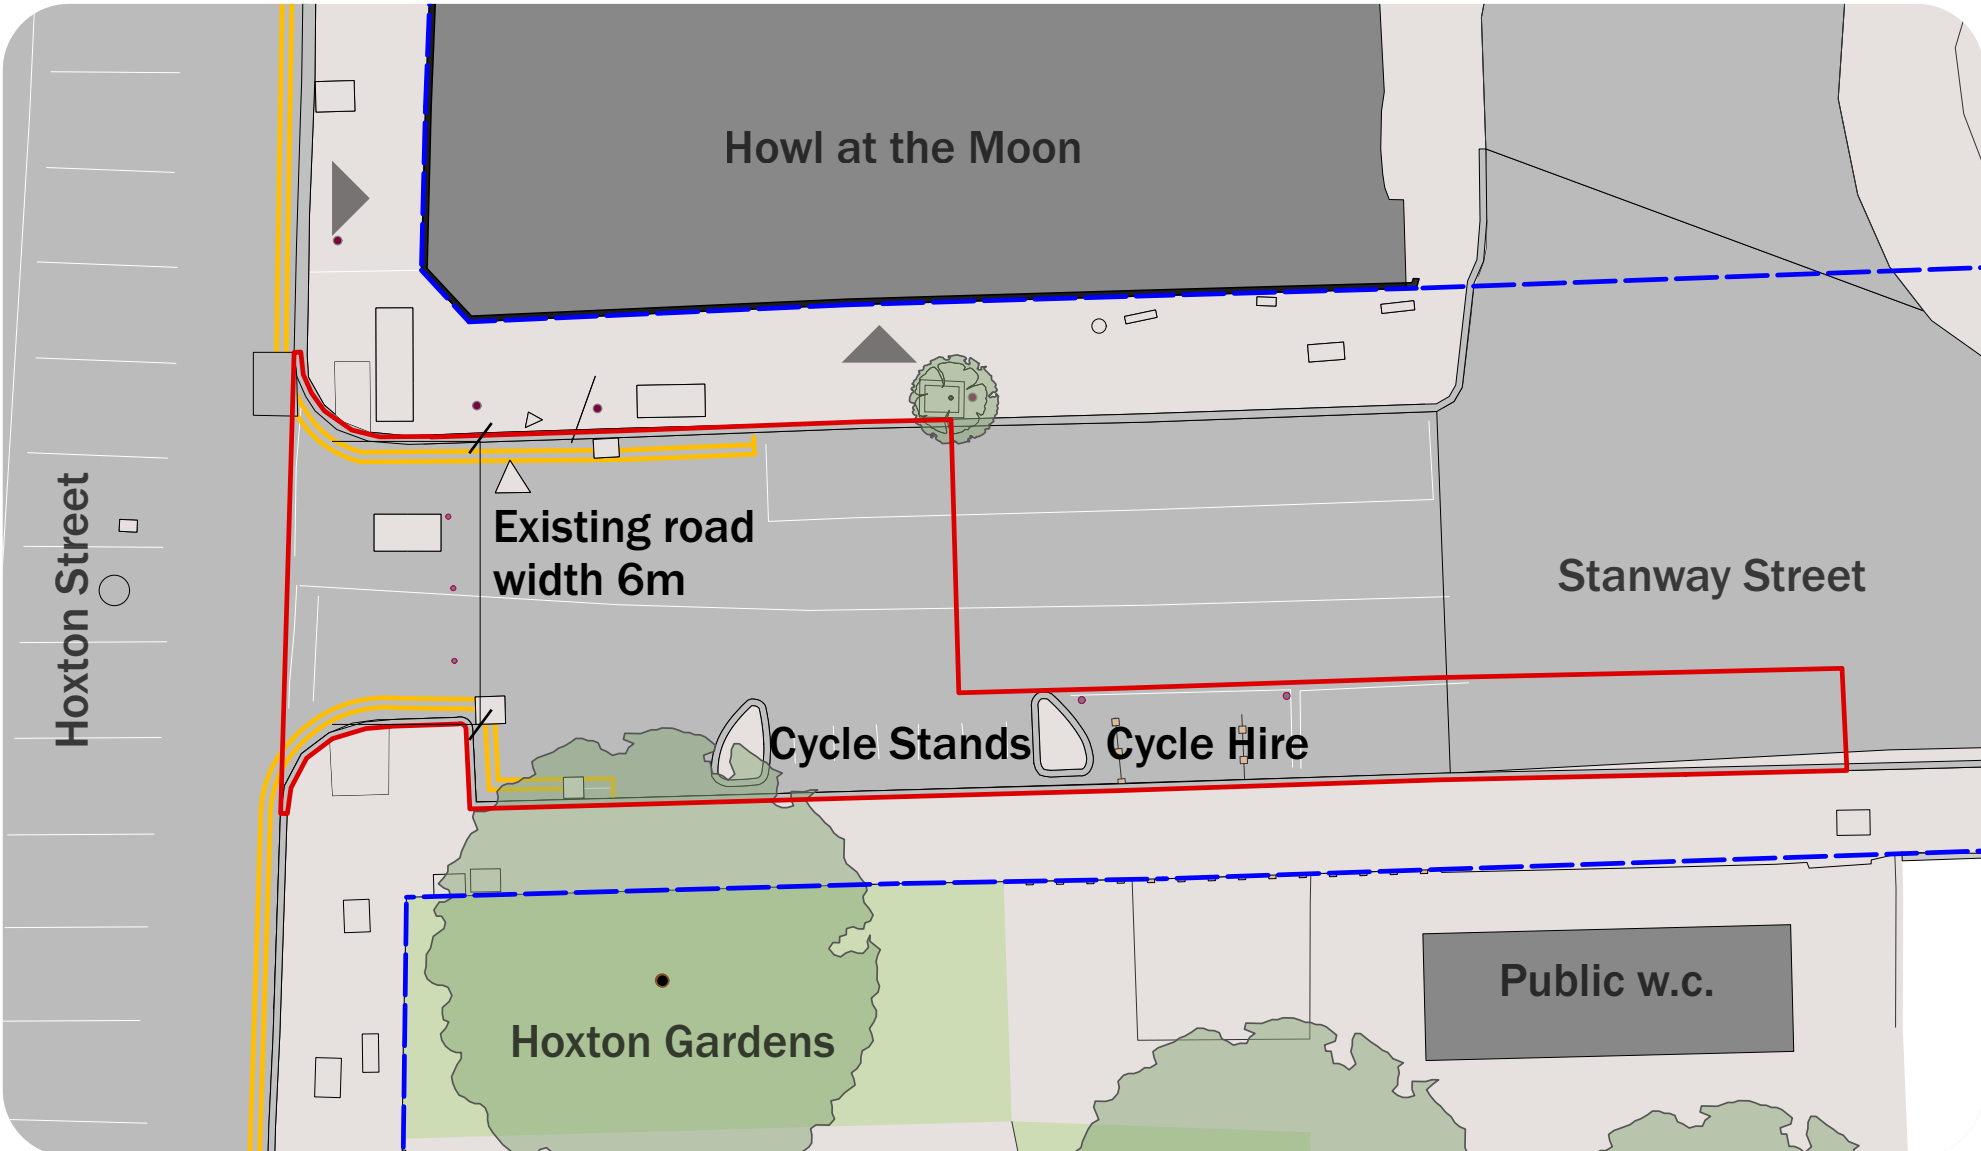 Howl at the Moon
Existing road
width 6m
Hoxton Street
Stanway Street
Cycle Stands
Cycle Hire
Public w.c.
Hoxton Gardens